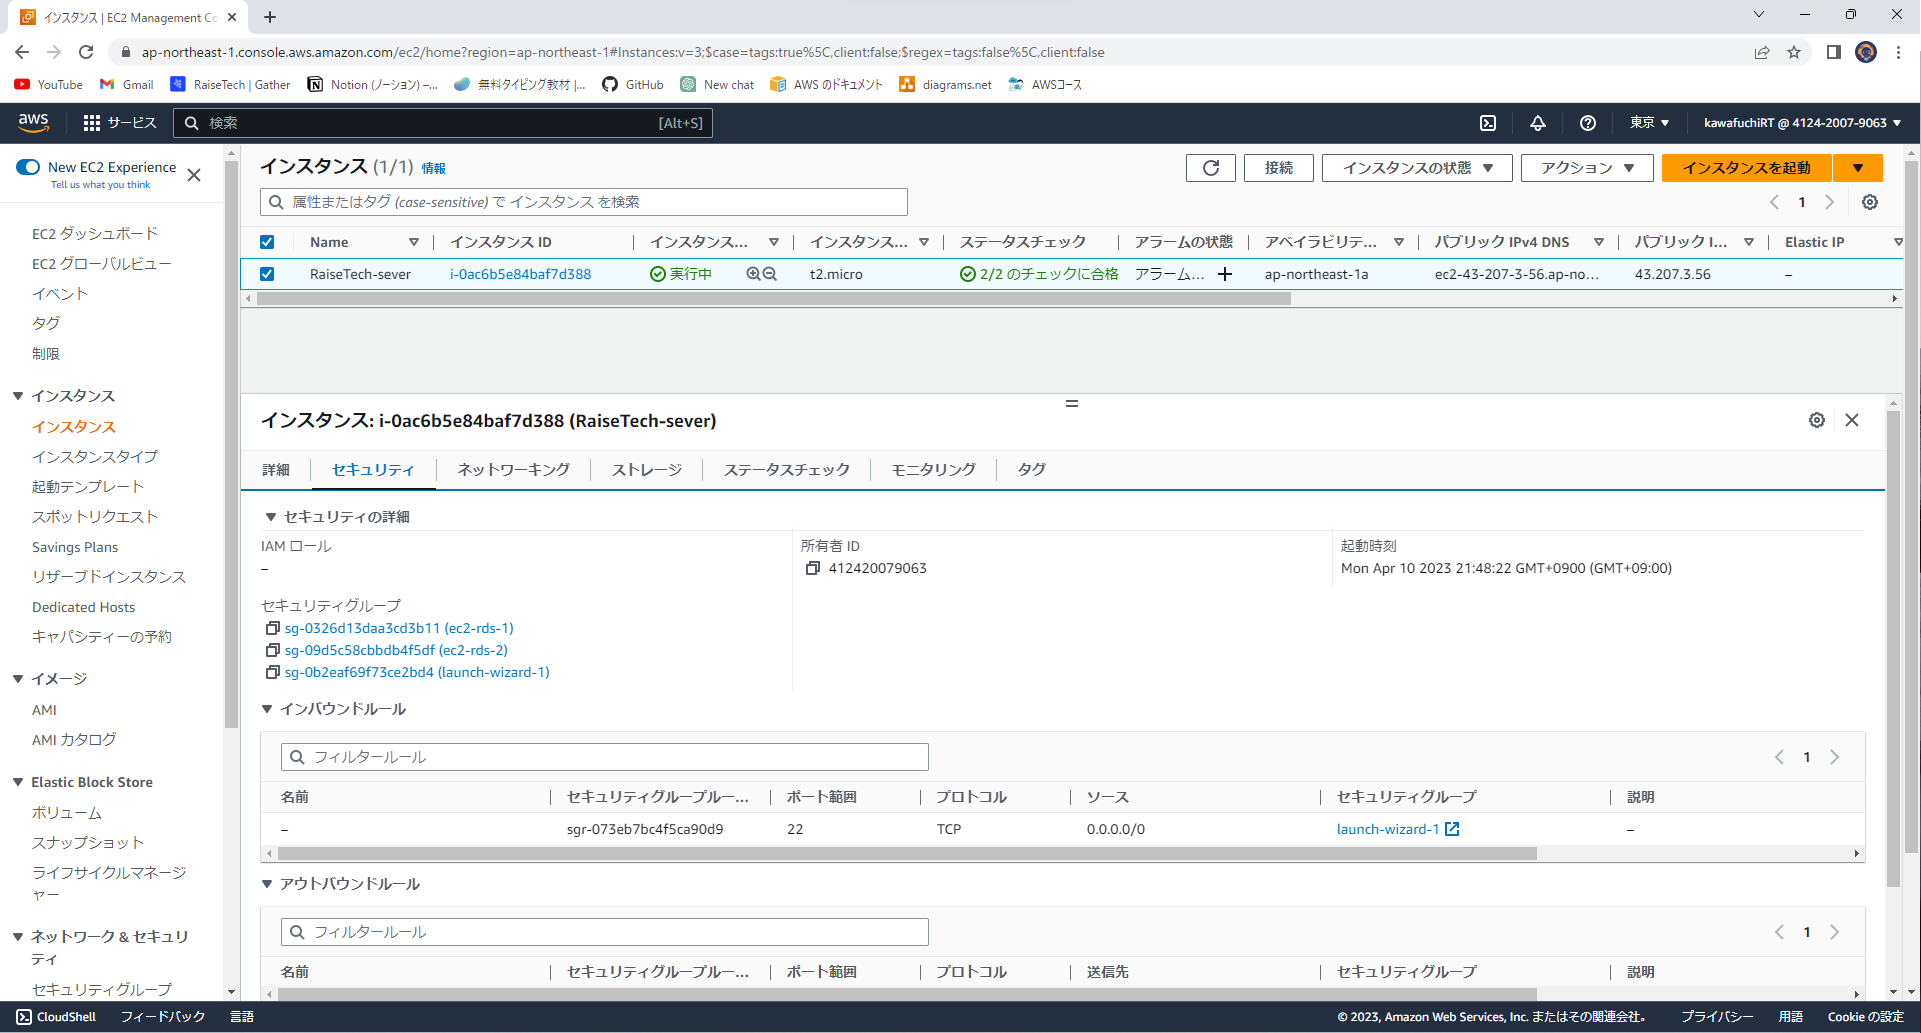 インスタンス | EC2 Management Co
ap-northeast-1.console.aws.amazon.com/ec2/home?region=ap-northeast-1#Instances:v=3;$case=tags:true%5C,client:false;$regex=tags:false%5C,client:false
YouTube Gmail RaiseTech | Gather Notion (ノーション) –... 無料タイピング教材 |... GitHub New chat AWS のドキュメント diagrams.net AWSコース
aws サービス 検索 [Alt+S] 東京 kawafuchiRT @ 4124-2007-9063
New EC2 Experience
Tell us what you think
EC2 ダッシュボード
EC2 グローバルビュー
イベント
タグ
制限
インスタンス
インスタンス
インスタンスタイプ
起動テンプレート
スポットリクエスト
Savings Plans
リザーブドインスタンス
Dedicated Hosts
キャパシティーの予約
イメージ
AMI
AMI カタログ
Elastic Block Store
ボリューム
スナップショット
ライフサイクルマネージ
ャー
ネットワーク & セキュリ
ティ
セキュリティグループ
インスタンス (1/1) 情報 接続 インスタンスの状態 アクション インスタンスを起動
属性またはタグ (case-sensitive) で インスタンス を検索 1
Name インスタンス ID インスタンス... インスタンス... ステータスチェック アラームの状態 アベイラビリテ... パブリック IPv4 DNS パブリック I... Elastic IP
RaiseTech-sever i-0ac6b5e84baf7d388 実行中 t2.micro 2/2 のチェックに合格 アラーム... ap-northeast-1a ec2-43-207-3-56.ap-no... 43.207.3.56 –
インスタンス: i-0ac6b5e84baf7d388 (RaiseTech-sever)
詳細 セキュリティ ネットワーキング ストレージ ステータスチェック モニタリング タグ
セキュリティの詳細
IAM ロール 所有者 ID 起動時刻
– 412420079063 Mon Apr 10 2023 21:48:22 GMT+0900 (GMT+09:00)
セキュリティグループ
sg-0326d13daa3cd3b11 (ec2-rds-1)
sg-09d5c58cbbdb4f5df (ec2-rds-2)
sg-0b2eaf69f73ce2bd4 (launch-wizard-1)
インバウンドルール
フィルタールール 1
名前 セキュリティグループルー... ポート範囲 プロトコル ソース セキュリティグループ 説明
– sgr-073eb7bc4f5ca90d9 22 TCP 0.0.0.0/0 launch-wizard-1 –
アウトバウンドルール
フィルタールール 1
名前 セキュリティグループルー... ポート範囲 プロトコル 送信先 セキュリティグループ 説明
CloudShell フィードバック 言語 © 2023, Amazon Web Services, Inc. またはその関連会社。 プライバシー 用語 Cookie の設定